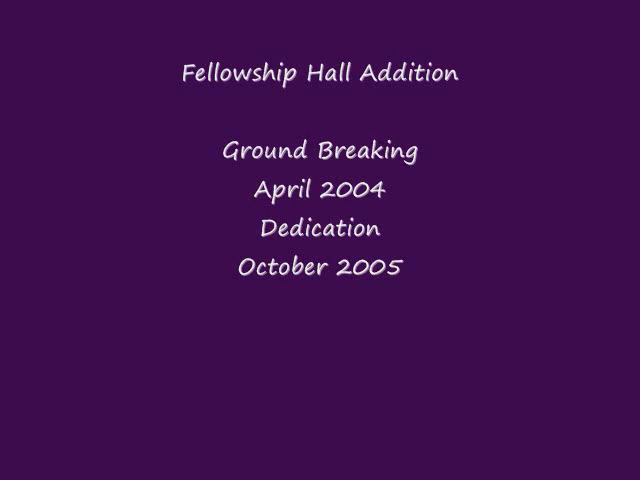 Fellowship Hall Addition
Ground Breaking
April 2004
Dedication
October 2005